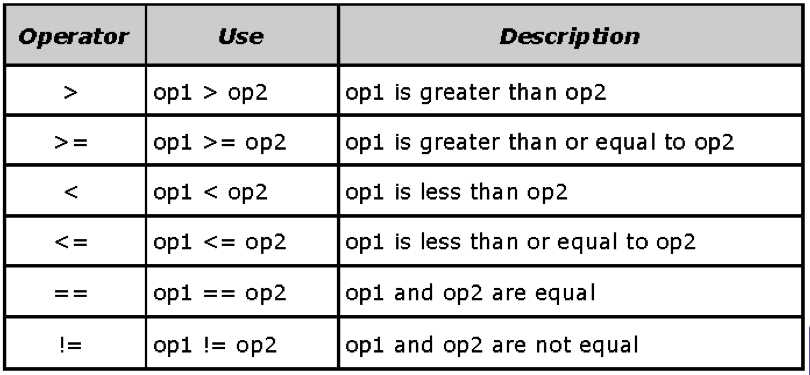 Operator Use Description
> op1 > op2 op1 is greater than op2
>= op1 >= op2 op1 is greater than or equal to op2
< op1 < op2 op1 is less than op2
<= op1 <= op2 op1 is less than or equal to op2
== op1 == op2 op1 and op2 are equal
!= op1 != op2 op1 and op2 are not equal